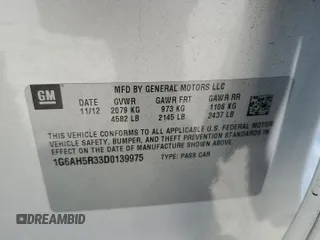 GM
MFD BY GENERAL MOTORS LLC
DATE GVWR GAWR FRT GAWR RR
11/12 2079 KG 973 KG 1106 KG
4582 LB 2145 LB 2437 LB
THIS VEHICLE CONFORMS TO ALL APPLICABLE U.S. FEDERAL MOTOR
VEHICLE SAFETY, BUMPER, AND THEFT PREVENTION STANDARDS
IN EFFECT ON THE DATE OF MANUFACTURE SHOWN ABOVE.
1G6AH5R33D0139975 TYPE: PASS CAR
DREAMBID